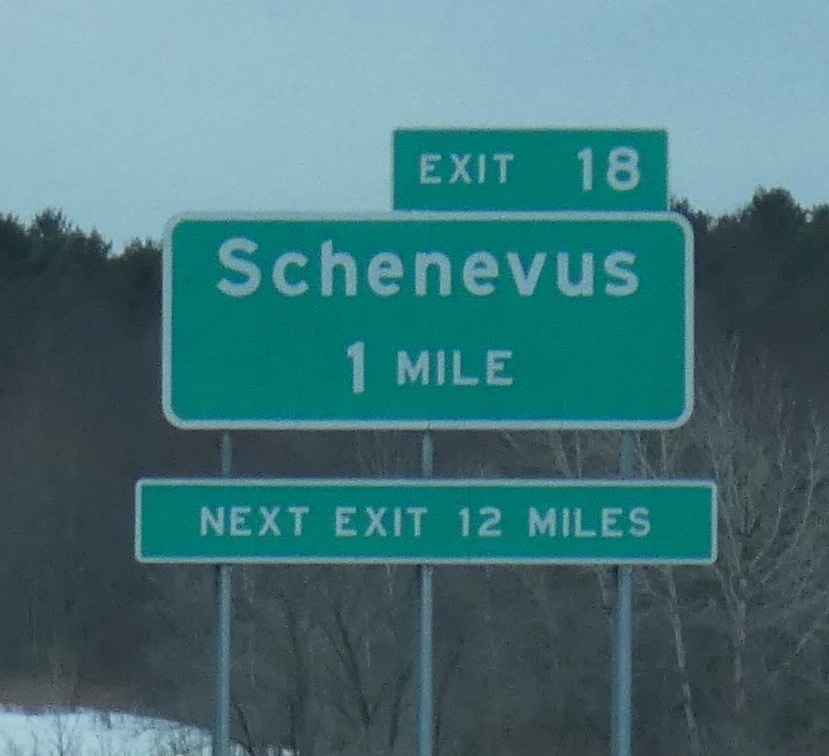 EXIT 18
Schenevus
1 MILE
NEXT EXIT 12 MILES